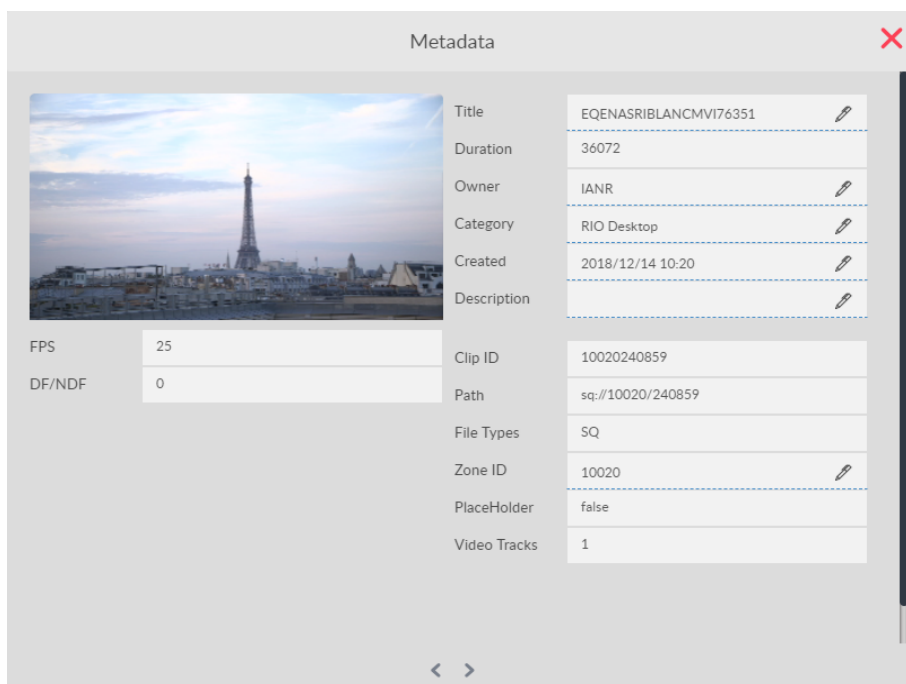 Metadata
Title EQENASRIBLANCMVI76351
Duration 36072
Owner IANR
Category RIO Desktop
Created 2018/12/14 10:20
Description
FPS 25
DF/NDF 0
Clip ID 10020240859
Path sq://10020/240859
File Types SQ
Zone ID 10020
PlaceHolder false
Video Tracks 1